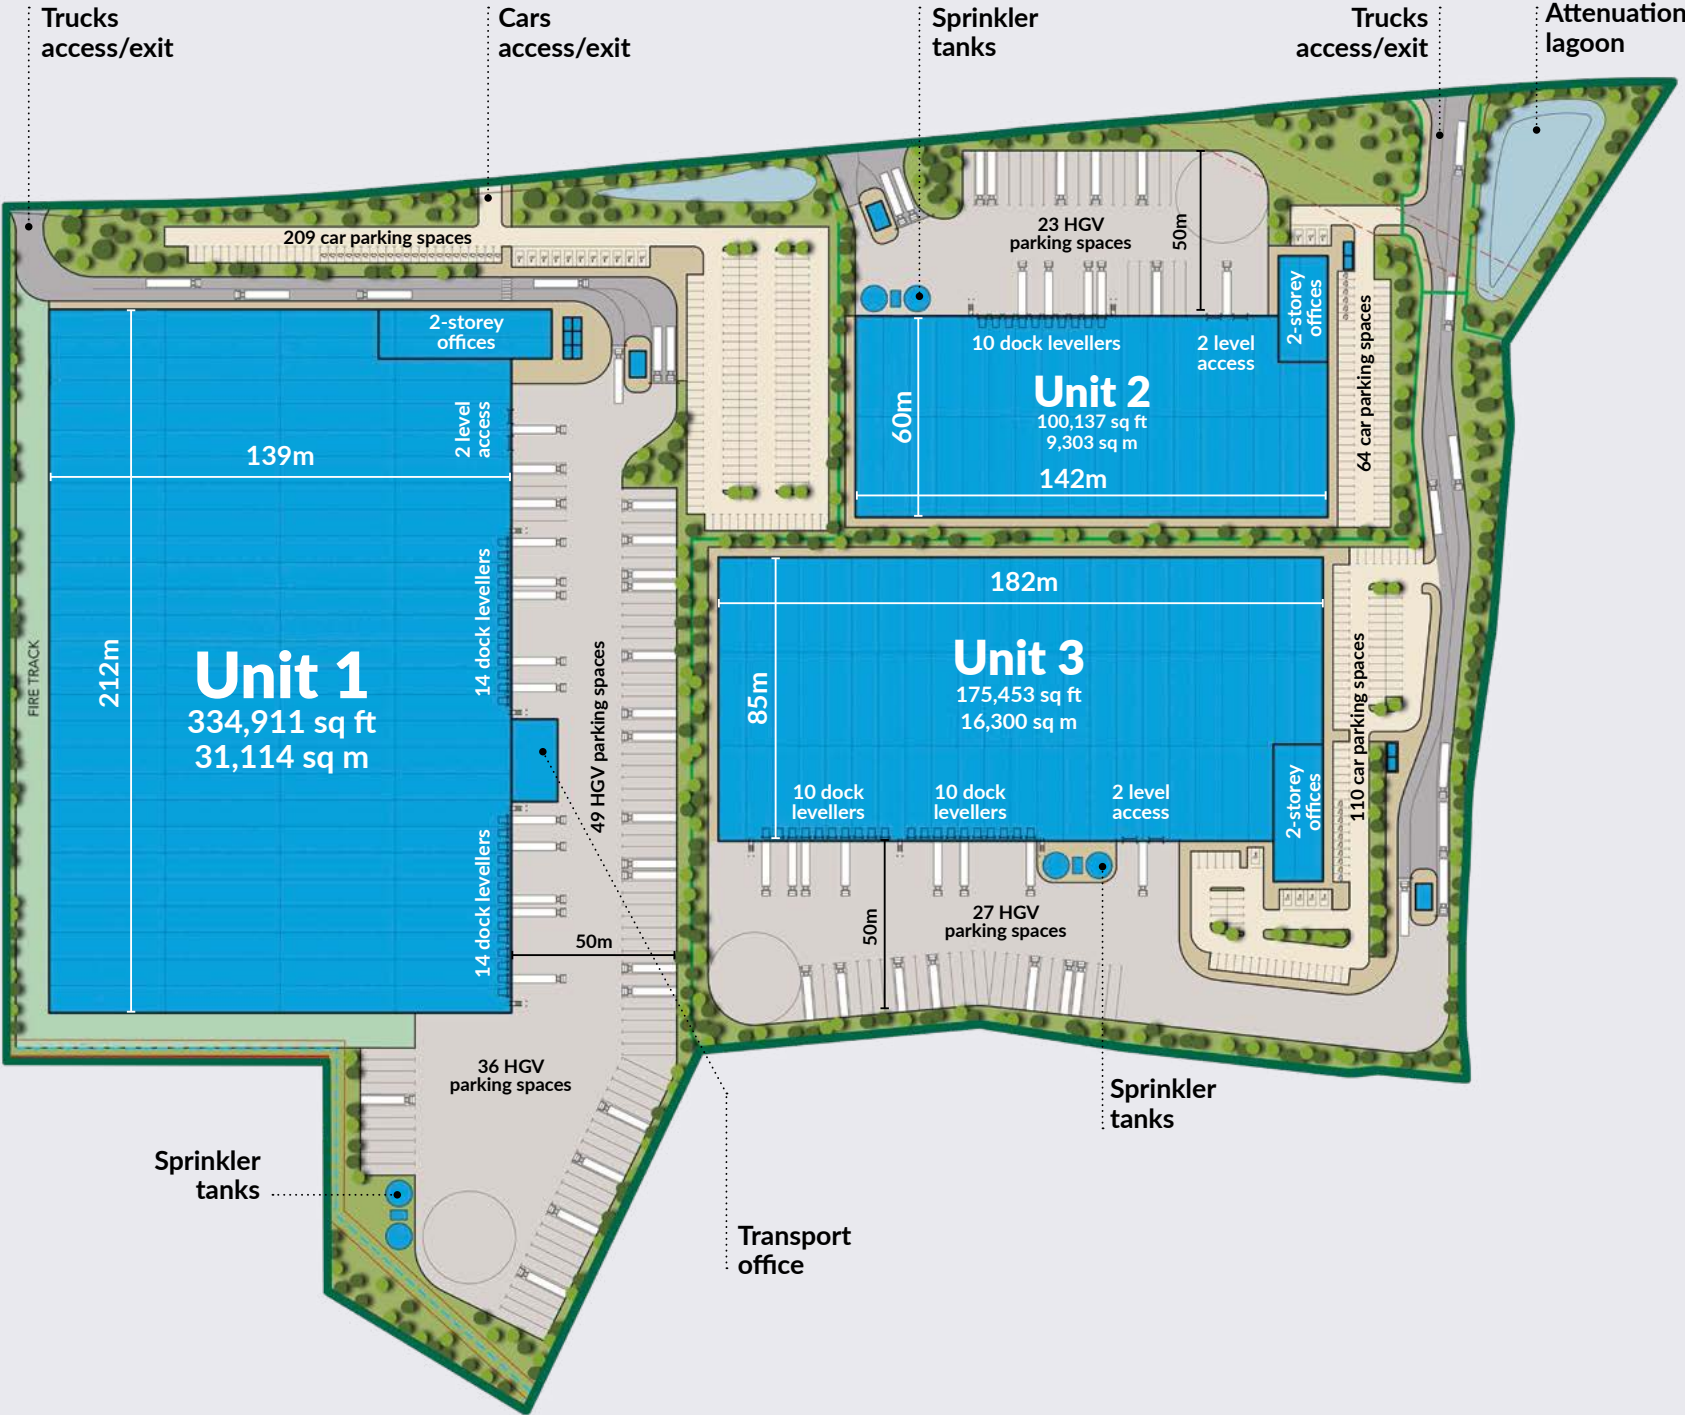 Trucks
access/exit
Cars
access/exit
Sprinkler
tanks
Trucks
access/exit
Attenuation
lagoon
209 car parking spaces
23 HGV
parking spaces
50m
2-storey
offices
2-storey
offices
10 dock levellers
2 level
access
Unit 2
100,137 sq ft
9,303 sq m
60m
142m
64 car parking spaces
2 level
access
139m
212m
14 dock levellers
Unit 1
334,911 sq ft
31,114 sq m
FIRE TRACK
49 HGV parking spaces
14 dock levellers
50m
182m
85m
Unit 3
175,453 sq ft
16,300 sq m
10 dock
levellers
10 dock
levellers
2 level
access
2-storey
offices
110 car parking spaces
50m
27 HGV
parking spaces
36 HGV
parking spaces
Sprinkler
tanks
Sprinkler
tanks
Transport
office